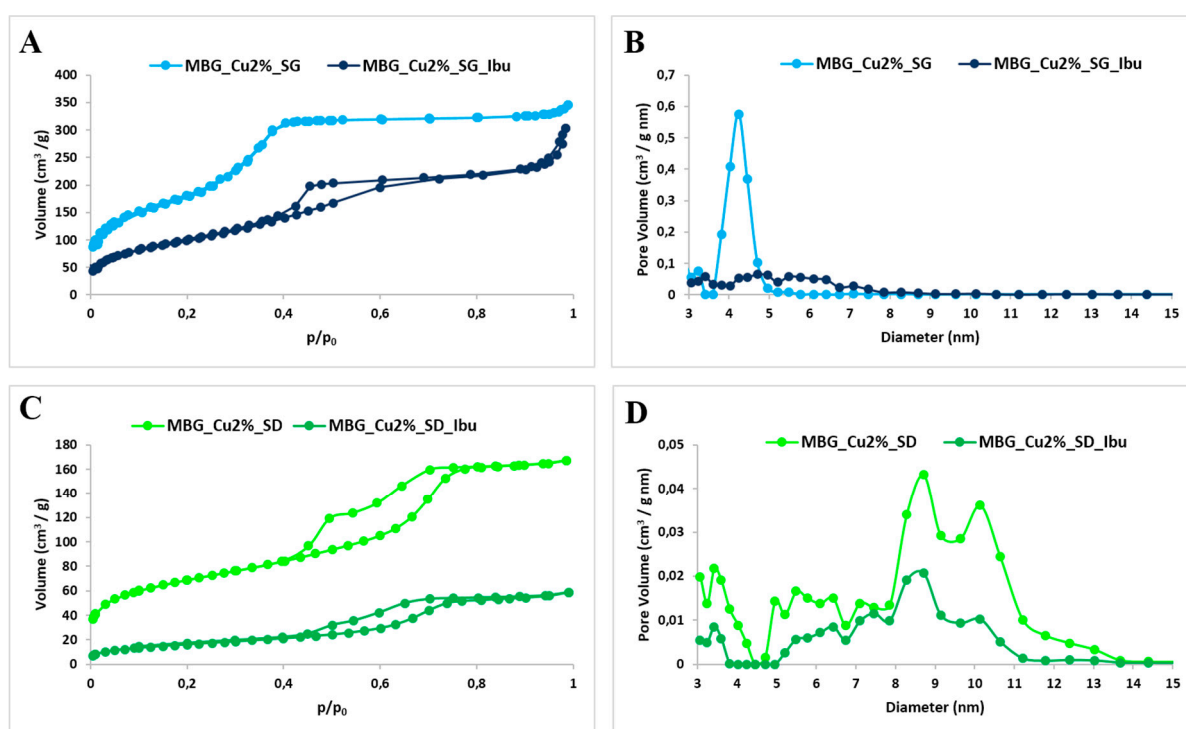 A
MBG_Cu2%_SG MBG_Cu2%_SG_Ibu
Volume (cm³ /g)
400
350
300
250
200
150
100
50
0
0 0,2 0,4 0,6 0,8 1
p/p₀
B
MBG_Cu2%_SG MBG_Cu2%_SG_Ibu
Pore Volume (cm³ / g nm)
0,7
0,6
0,5
0,4
0,3
0,2
0,1
0
3 4 5 6 7 8 9 10 11 12 13 14 15
Diameter (nm)
C
MBG_Cu2%_SD MBG_Cu2%_SD_Ibu
Volume (cm³ / g)
180
160
140
120
100
80
60
40
20
0
0 0,2 0,4 0,6 0,8 1
p/p₀
D
MBG_Cu2%_SD MBG_Cu2%_SD_Ibu
Pore Volume (cm³ / g nm)
0,05
0,04
0,03
0,02
0,01
0
3 4 5 6 7 8 9 10 11 12 13 14 15
Diameter (nm)